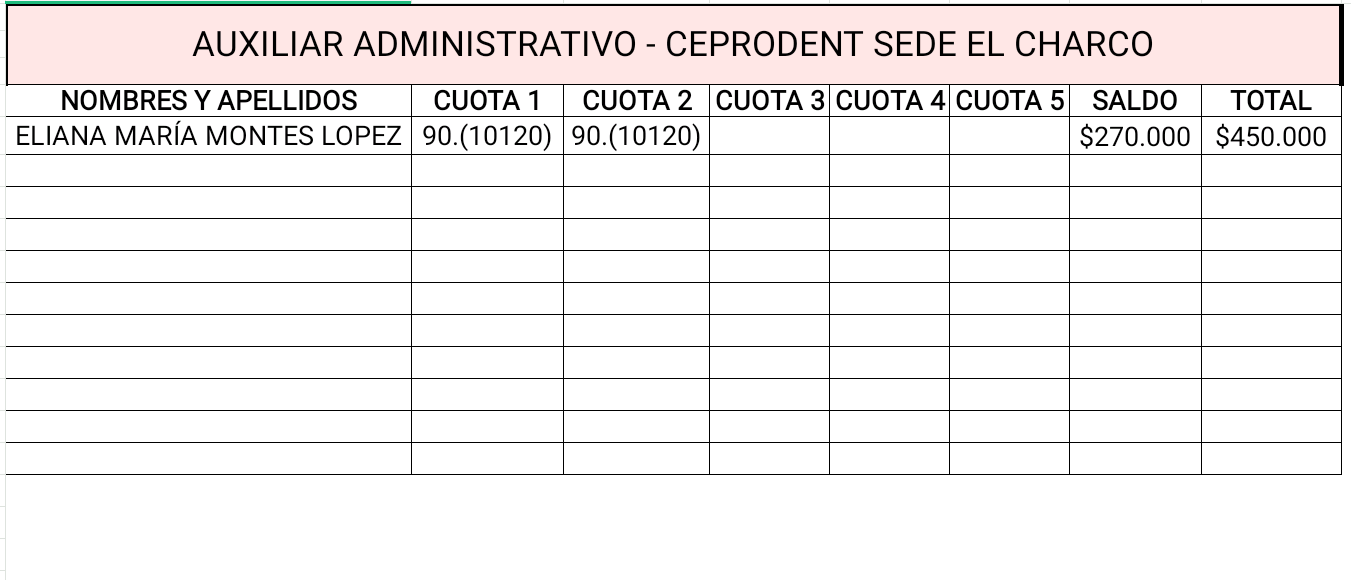 AUXILIAR ADMINISTRATIVO - CEPRODENT SEDE EL CHARCO
NOMBRES Y APELLIDOS CUOTA 1 CUOTA 2 CUOTA 3 CUOTA 4 CUOTA 5 SALDO TOTAL
ELIANA MARÍA MONTES LOPEZ 90.(10120) 90.(10120) $270.000 $450.000